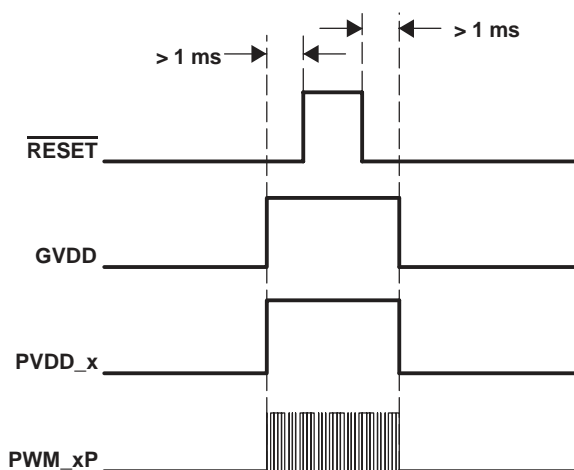 > 1 ms
> 1 ms
RESET
GVDD
PVDD_x
PWM_xP